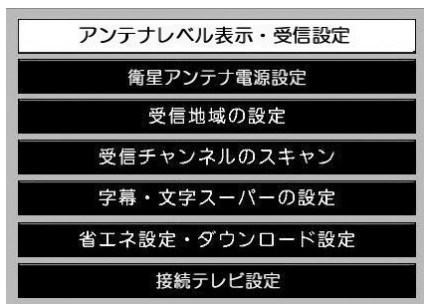 アンテナレベル表示・受信設定
衛星アンテナ電源設定
受信地域の設定
受信チャンネルのスキャン
字幕・文字スーパーの設定
省エネ設定・ダウンロード設定
接続テレビ設定